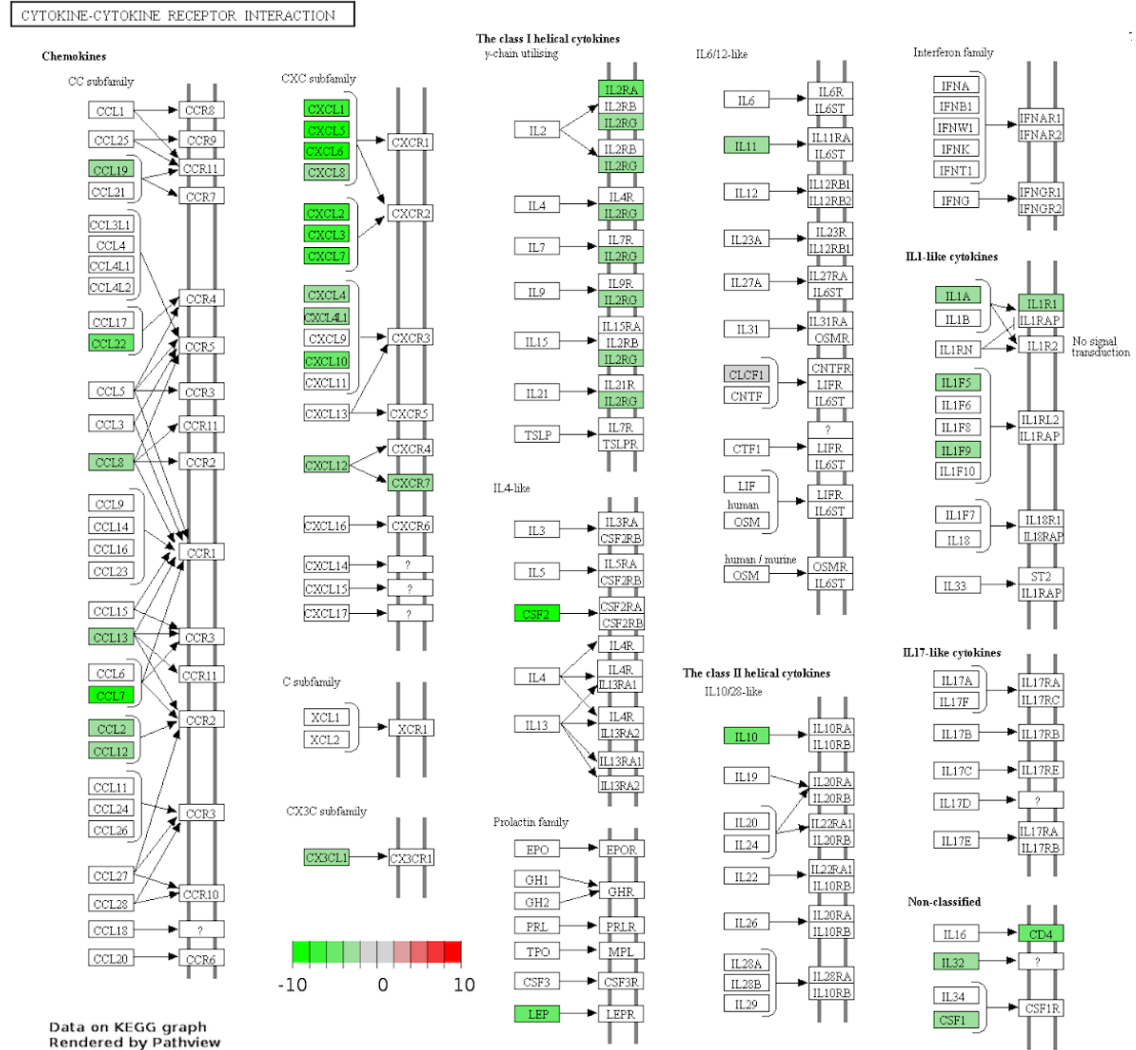 CYTOKINE-CYTOKINE RECEPTOR INTERACTION
Chemokines
CC subfamily
CCL1
CCR8
CCL25
CCR9
CCL19
CCR11
CCL21
CCR7
CCL3L1
CCL4
CCL4L1
CCL4L2
CCR4
CCL17
CCL22
CCR5
CCL5
CCR3
CCL3
CCR11
CCL8
CCR2
CCL9
CCL14
CCL16
CCL23
CCR1
CCL15
CCL13
CCR3
CCL6
CCR11
CCL7
CCR2
CCL2
CCL12
CCL11
CCL24
CCL26
CCR3
CCL27
CCR10
CCL28
CCL18
?
CCL20
CCR6
Data on KEGG graph
Rendered by Pathview
CXC subfamily
CXCL1
CXCL5
CXCL6
CXCL8
CXCR1
CXCL2
CXCL3
CXCL7
CXCR2
CXCL4
CXCL4L1
CXCL9
CXCL10
CXCL11
CXCR3
CXCL13
CXCR5
CXCR4
CXCL12
CXCR7
CXCL16
CXCR6
CXCL14
?
CXCL15
?
CXCL17
?
C subfamily
XCL1
XCL2
XCR1
CX3C subfamily
CX3CL1
CX3CR1
-10 0 10
The class I helical cytokines
γ-chain utilising
IL2
IL2RA
IL2RB
IL2RG
IL2RB
IL2RG
IL4
IL4R
IL2RG
IL7
IL7R
IL2RG
IL9
IL9R
IL2RG
IL15
IL15RA
IL2RB
IL2RG
IL21
IL21R
IL2RG
TSLP
IL7R
TSLPR
IL4-like
IL3
IL3RA
CSF2RB
IL5
IL5RA
CSF2RB
CSF2
CSF2RA
CSF2RB
IL4R
IL4
IL4R
IL13RA1
IL13
IL4R
IL13RA2
IL13RA1
IL13RA2
Prolactin family
EPO
EPOR
GH1
GH2
GHR
PRL
PRLR
TPO
MPL
CSF3
CSF3R
LEP
LEPR
IL6/12-like
IL6
IL6R
IL6ST
IL11
IL11RA
IL6ST
IL12
IL12RB1
IL12RB2
IL23A
IL23R
IL12RB1
IL27A
IL27RA
IL6ST
IL31
IL31RA
OSMR
CLCF1
CNTF
CNTFR
LIFR
IL6ST
CTF1
?
LIFR
IL6ST
LIF
human
OSM
LIFR
IL6ST
human / murine
OSM
OSMR
IL6ST
The class II helical cytokines
IL10/28-like
IL10
IL10RA
IL10RB
IL19
IL20RA
IL20RB
IL20
IL24
IL22RA1
IL20RB
IL22
IL22RA1
IL10RB
IL26
IL20RA
IL10RB
IL28A
IL28B
IL29
IL28RA
IL10RB
Interferon family
IFNA
IFNB1
IFNW1
IFNK
IFNT1
IFNAR1
IFNAR2
IFNG
IFNGR1
IFNGR2
IL1-like cytokines
IL1A
IL1B
IL1R1
IL1RAP
IL1RN
IL1R2
No signal
transduction
IL1F5
IL1F6
IL1F8
IL1F9
IL1F10
IL1RL2
IL1RAP
IL1F7
IL18
IL18R1
IL18RAP
IL33
ST2
IL1RAP
IL17-like cytokines
IL17A
IL17F
IL17RA
IL17RC
IL17B
IL17RB
IL17C
IL17RE
IL17D
?
IL17E
IL17RA
IL17RB
Non-classified
IL16
CD4
IL32
?
IL34
CSF1
CSF1R